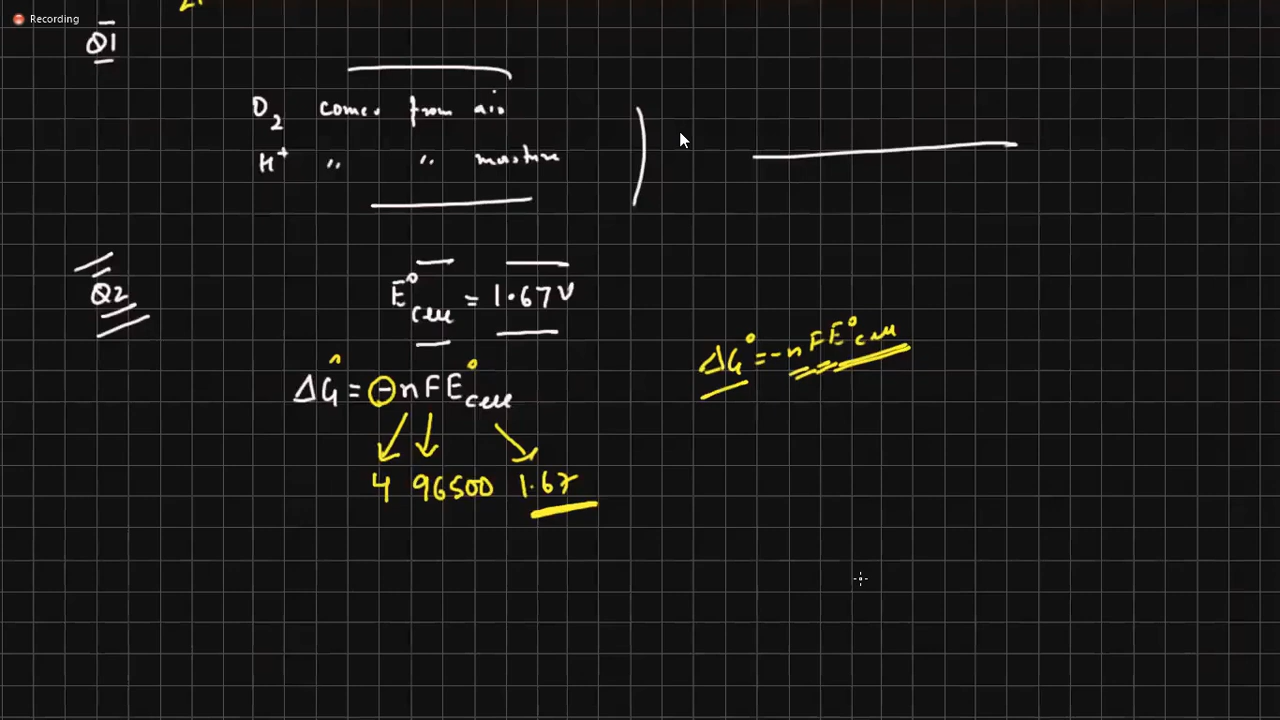 Recording
Q1
O2 comes from air
H+ " " moisture
Q2
E°cell = 1.67V
ΔG° = -nFE°cell
ΔG° = -nFE°cell
4 96500 1.67